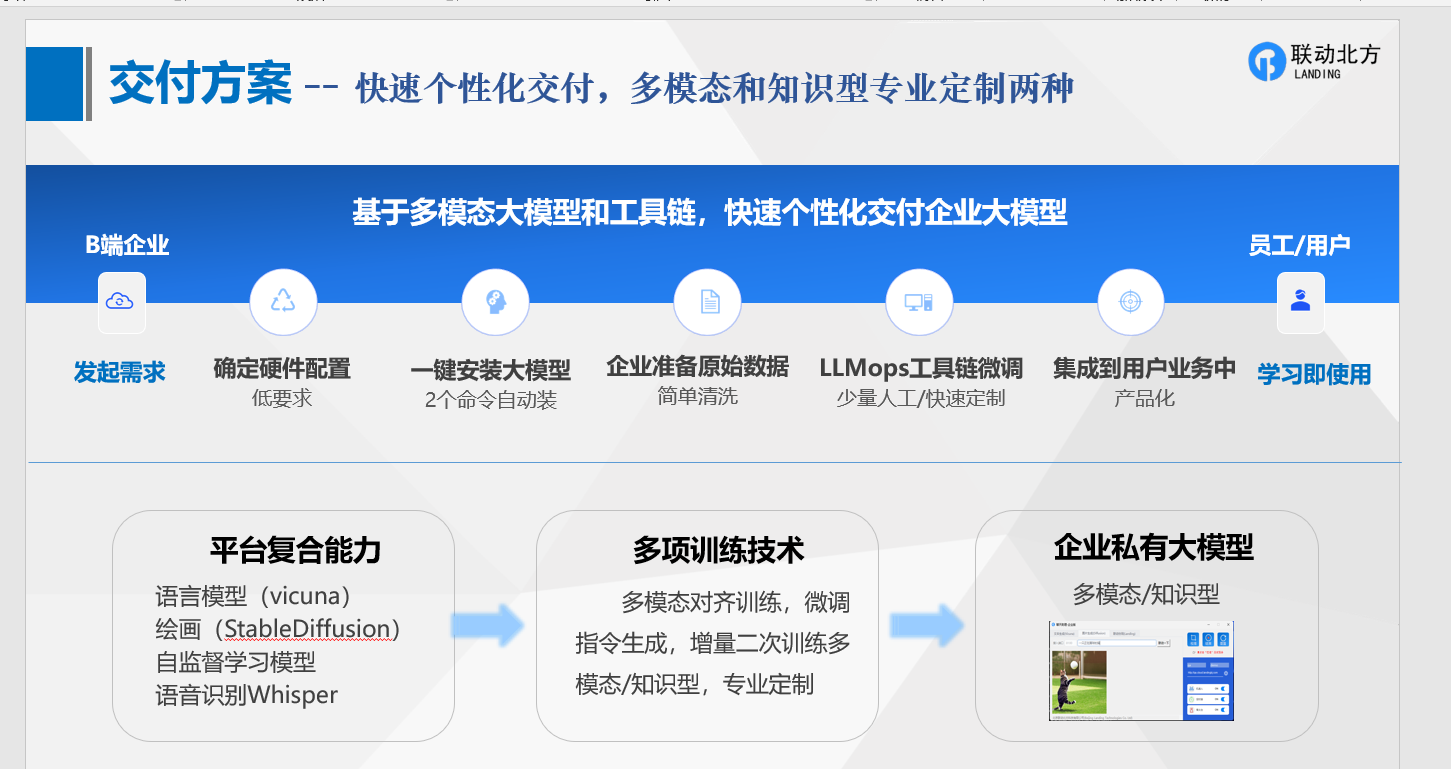 交付方案 -- 快速个性化交付，多模态和知识型专业定制两种
联动北方
LANDING
基于多模态大模型和工具链，快速个性化交付企业大模型
B端企业
员工/用户
发起需求
确定硬件配置
低要求
一键安装大模型
2个命令自动装
企业准备原始数据
简单清洗
LLMops工具链微调
少量人工/快速定制
集成到用户业务中
产品化
学习即使用
平台复合能力
语言模型（vicuna）
绘画（StableDiffusion）
自监督学习模型
语音识别Whisper
多项训练技术
多模态对齐训练，微调
指令生成，增量二次训练多
模态/知识型，专业定制
企业私有大模型
多模态/知识型